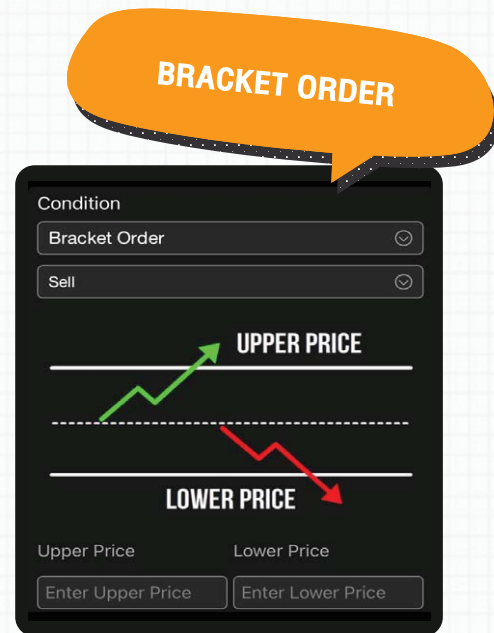 BRACKET ORDER
Condition
Bracket Order
Sell
UPPER PRICE
LOWER PRICE
Upper Price Lower Price
Enter Upper Price Enter Lower Price